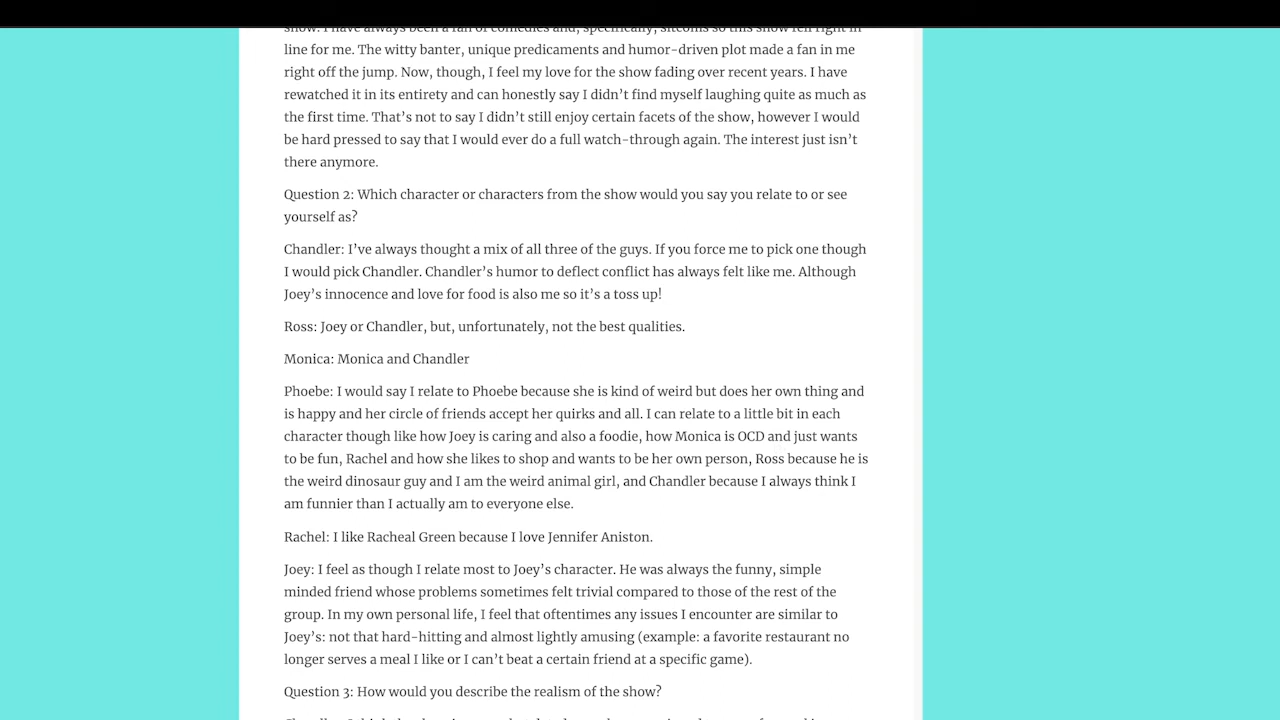 show. I have always been a fan of comedies and, specifically, sitcoms so this show fell right in
line for me. The witty banter, unique predicaments and humor-driven plot made a fan in me
right off the jump. Now, though, I feel my love for the show fading over recent years. I have
rewatched it in its entirety and can honestly say I didn’t find myself laughing quite as much as
the first time. That’s not to say I didn’t still enjoy certain facets of the show, however I would
be hard pressed to say that I would ever do a full watch-through again. The interest just isn’t
there anymore.
Question 2: Which character or characters from the show would you say you relate to or see
yourself as?
Chandler: I’ve always thought a mix of all three of the guys. If you force me to pick one though
I would pick Chandler. Chandler’s humor to deflect conflict has always felt like me. Although
Joey’s innocence and love for food is also me so it’s a toss up!
Ross: Joey or Chandler, but, unfortunately, not the best qualities.
Monica: Monica and Chandler
Phoebe: I would say I relate to Phoebe because she is kind of weird but does her own thing and
is happy and her circle of friends accept her quirks and all. I can relate to a little bit in each
character though like how Joey is caring and also a foodie, how Monica is OCD and just wants
to be fun, Rachel and how she likes to shop and wants to be her own person, Ross because he is
the weird dinosaur guy and I am the weird animal girl, and Chandler because I always think I
am funnier than I actually am to everyone else.
Rachel: I like Racheal Green because I love Jennifer Aniston.
Joey: I feel as though I relate most to Joey’s character. He was always the funny, simple
minded friend whose problems sometimes felt trivial compared to those of the rest of the
group. In my own personal life, I feel that oftentimes any issues I encounter are similar to
Joey’s: not that hard-hitting and almost lightly amusing (example: a favorite restaurant no
longer serves a meal I like or I can’t beat a certain friend at a specific game).
Question 3: How would you describe the realism of the show?